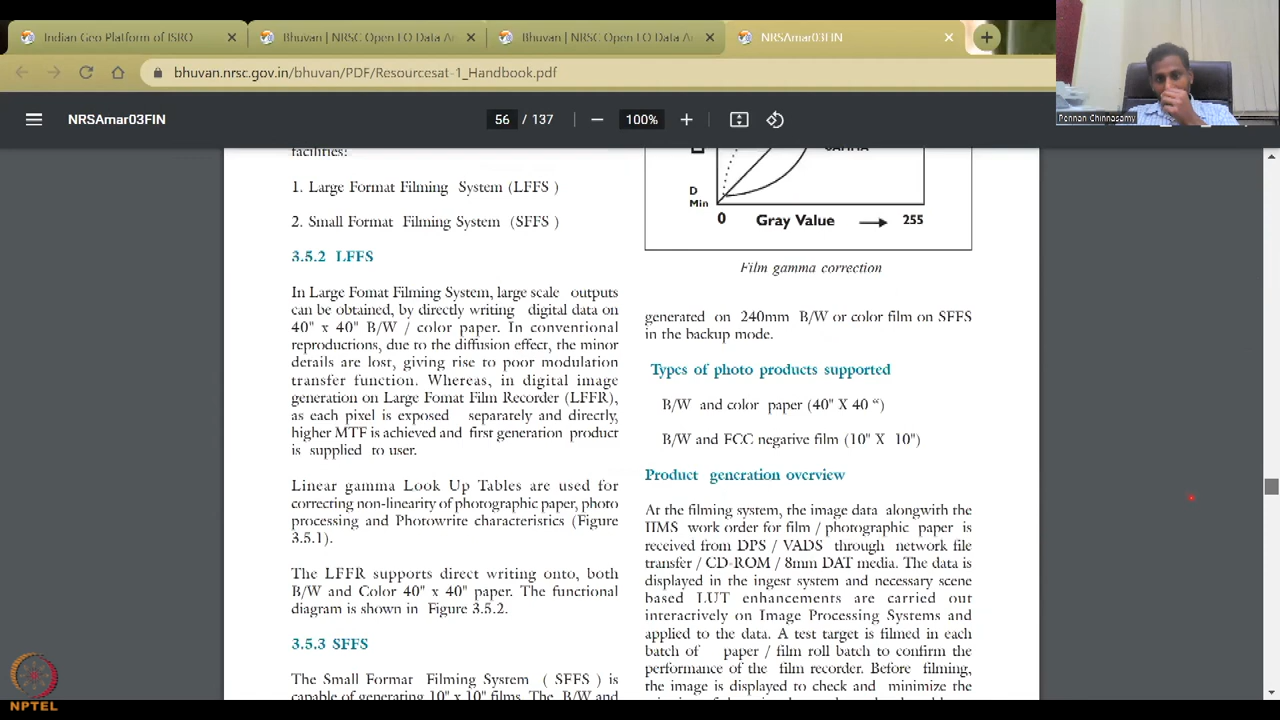 Indian Geo Platform of ISRO
Bhuvan | NRSC Open EO Data Ar
Bhuvan | NRSC Open EO Data Ar
NRSAmar03FIN
bhuvan.nrsc.gov.in/bhuvan/PDF/Resourcesat-1_Handbook.pdf
Pennan Chinnasamy
NRSAmar03FIN
56 / 137
100%
facilities:
1. Large Format Filming System (LFFS )
2. Small Format Filming System (SFFS )
3.5.2 LFFS
In Large Fomat Filming System, large scale outputs
can be obtained, by directly writing digital data on
40" x 40" B/W / color paper. In conventional
reproductions, due to the diffusion effect, the minor
details are lost, giving rise to poor modulation
transfer function. Whereas, in digital image
generation on Large Fomat Film Recorder (LFFR),
as each pixel is exposed separately and directly,
higher MTF is achieved and first generation product
is supplied to user.
Linear gamma Look Up Tables are used for
correcting non-linearity of photographic paper, photo
processing and Photowrite characteristics (Figure
3.5.1).
The LFFR supports direct writing onto, both
B/W and Color 40" x 40" paper. The functional
diagram is shown in Figure 3.5.2.
3.5.3 SFFS
The Small Format Filming System ( SFFS ) is
capable of generating 10" x 10" films. The B/W and
D
Min
0
Gray Value
255
Film gamma correction
generated on 240mm B/W or color film on SFFS
in the backup mode.
Types of photo products supported
B/W and color paper (40" X 40 “)
B/W and FCC negative film (10" X 10")
Product generation overview
At the filming system, the image data alongwith the
IIMS work order for film / photographic paper is
received from DPS / VADS through network file
transfer / CD-ROM / 8mm DAT media. The data is
displayed in the ingest system and necessary scene
based LUT enhancements are carried out
interactively on Image Processing Systems and
applied to the data. A test target is filmed in each
batch of paper / film roll batch to confirm the
performance of the film recorder. Before filming,
the image is displayed to check and minimize the
NPTEL